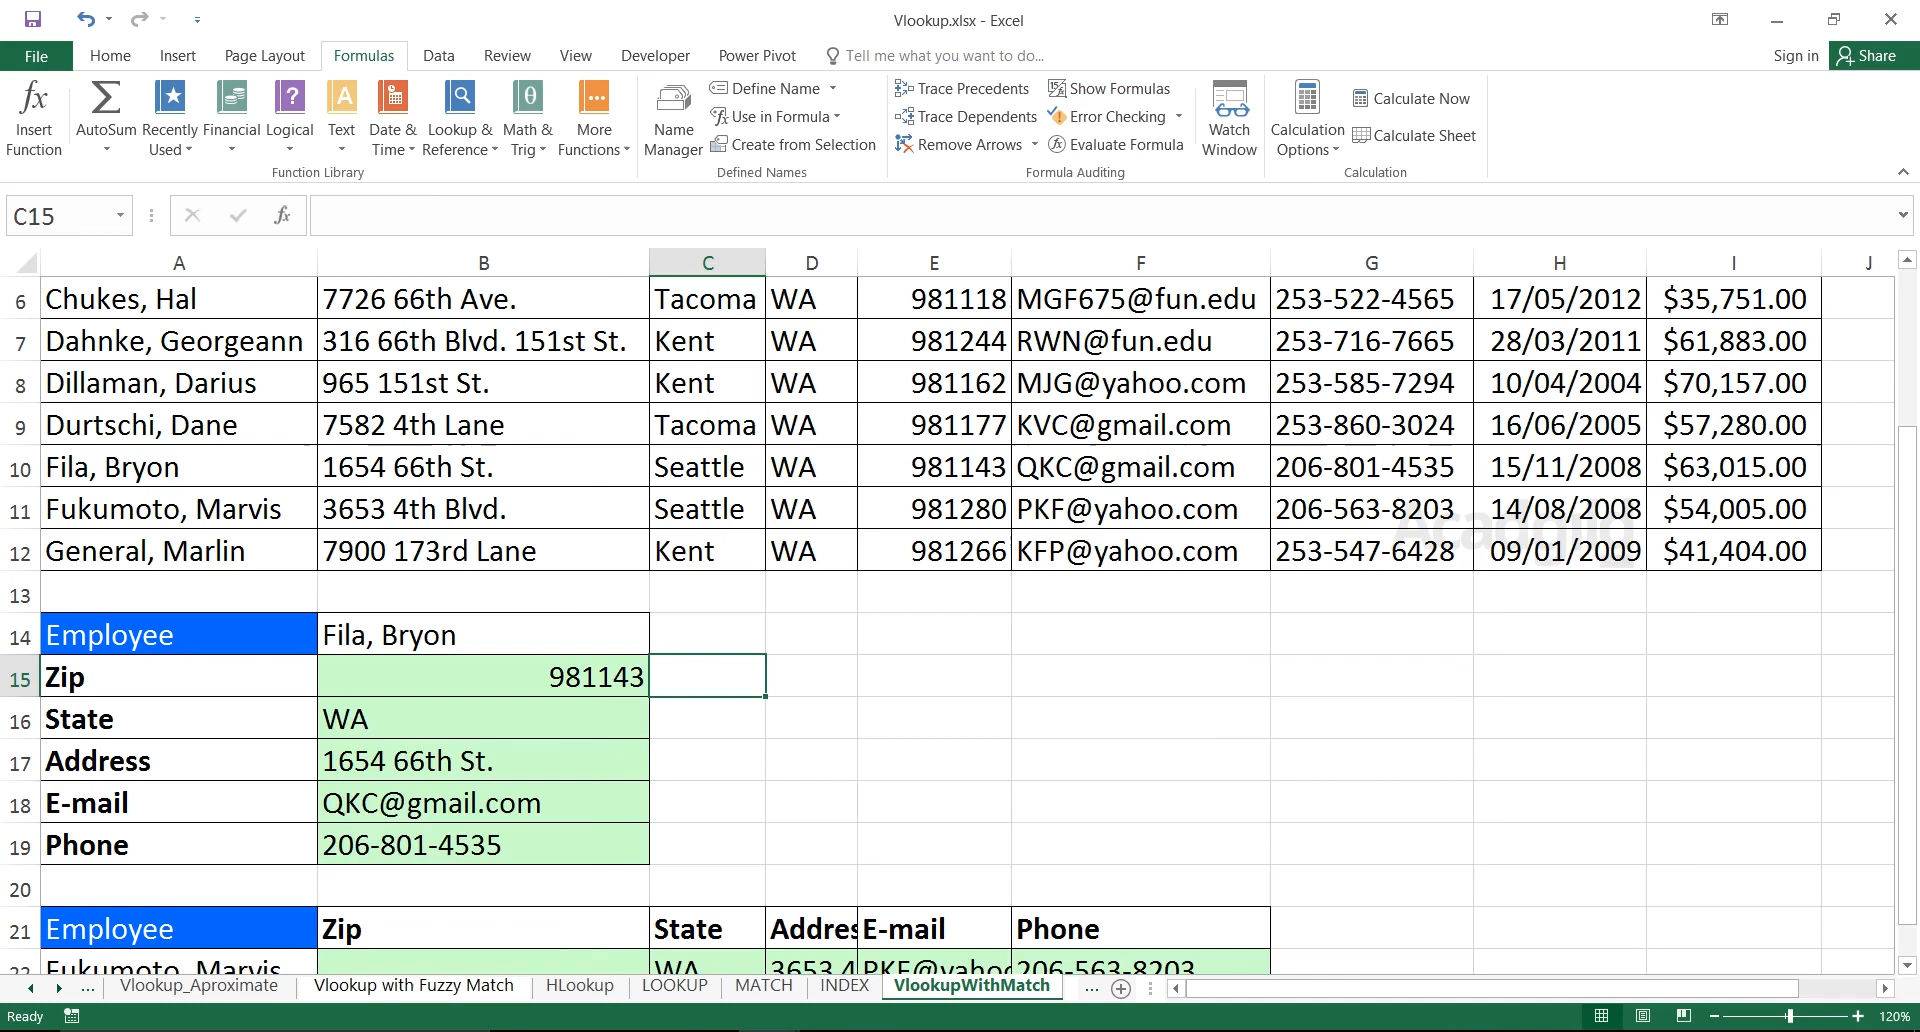 Vlookup.xlsx - Excel
File Home Insert Page Layout Formulas Data Review View Developer Power Pivot Tell me what you want to do... Sign in Share
Insert Function
AutoSum
Recently Used
Financial
Logical
Text
Date & Time
Lookup & Reference
Math & Trig
More Functions
Function Library
Name Manager
Define Name
Use in Formula
Create from Selection
Defined Names
Trace Precedents
Trace Dependents
Remove Arrows
Show Formulas
Error Checking
Evaluate Formula
Formula Auditing
Watch Window
Calculation Options
Calculate Now
Calculate Sheet
Calculation
C15 fx
A B C D E F G H I J
6 Chukes, Hal 7726 66th Ave. Tacoma WA 981118 MGF675@fun.edu 253-522-4565 17/05/2012 $35,751.00
7 Dahnke, Georgeann 316 66th Blvd. 151st St. Kent WA 981244 RWN@fun.edu 253-716-7665 28/03/2011 $61,883.00
8 Dillaman, Darius 965 151st St. Kent WA 981162 MJG@yahoo.com 253-585-7294 10/04/2004 $70,157.00
9 Durtschi, Dane 7582 4th Lane Tacoma WA 981177 KVC@gmail.com 253-860-3024 16/06/2005 $57,280.00
10 Fila, Bryon 1654 66th St. Seattle WA 981143 QKC@gmail.com 206-801-4535 15/11/2008 $63,015.00
11 Fukumoto, Marvis 3653 4th Blvd. Seattle WA 981280 PKF@yahoo.com 206-563-8203 14/08/2008 $54,005.00
12 General, Marlin 7900 173rd Lane Kent WA 981266 KFP@yahoo.com 253-547-6428 09/01/2009 $41,404.00
13
14 Employee Fila, Bryon
15 Zip 981143
16 State WA
17 Address 1654 66th St.
18 E-mail QKC@gmail.com
19 Phone 206-801-4535
20
21 Employee Zip State Addres E-mail Phone
22 Fukumoto, Marvis WA 3653 4 PKF@yahoo 206-563-8203
... Vlookup_Aproximate Vlookup with Fuzzy Match HLookup LOOKUP MATCH INDEX VlookupWithMatch ...
Ready 120%